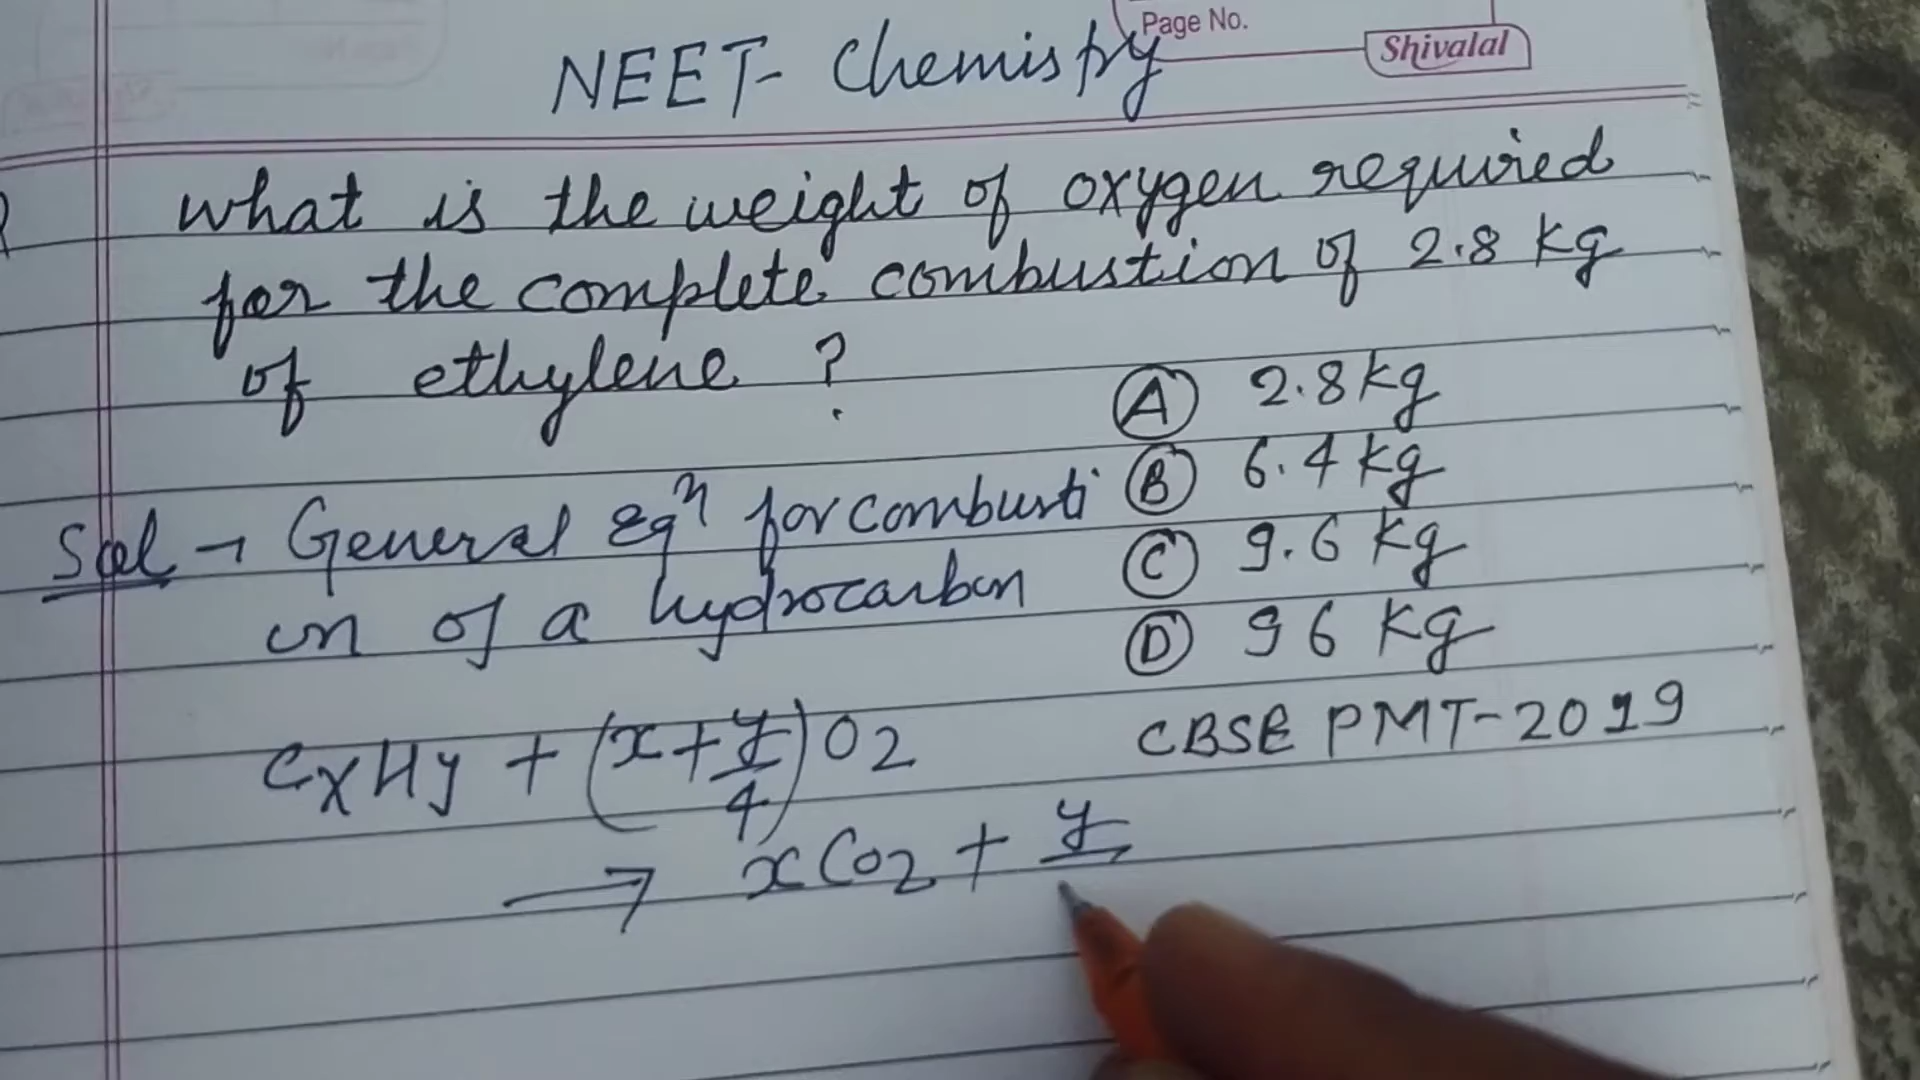 Page No.
Shivalal
NEET- Chemistry
what is the weight of oxygen required
for the complete combustion of 2.8 kg
of ethylene ?
(A) 2.8 kg
(B) 6.4 kg
(C) 9.6 kg
(D) 96 kg
CBSE PMT-2019
Sol → General Eqⁿ for combusti
on of a hydrocarbon
CxHy + (x+y/4) O2
→ xCO2 + y/